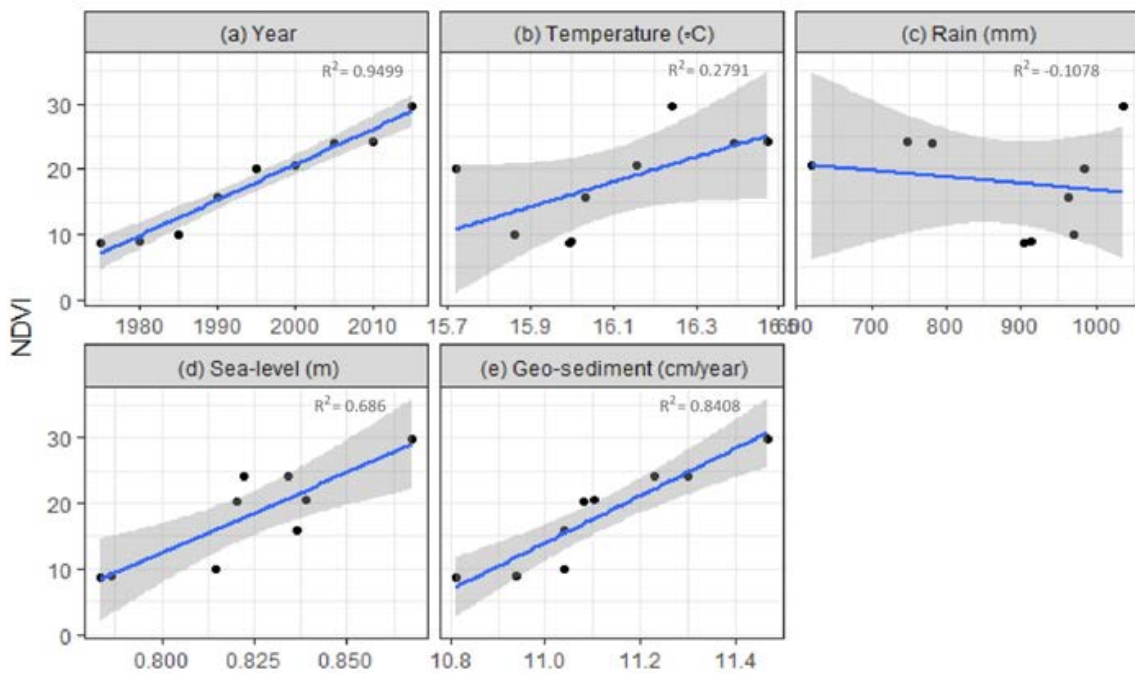 (a) Year
(b) Temperature (∘C)
(c) Rain (mm)
R²= 0.9499
R²= 0.2791
R² = -0.1078
30
20
10
0
1980 1990 2000 2010
15.7 15.9 16.1 16.3 16.5
600 700 800 900 1000
NDVI
(d) Sea-level (m)
(e) Geo-sediment (cm/year)
R²= 0.686
R²= 0.8408
30
20
10
0
0.800 0.825 0.850
10.8 11.0 11.2 11.4